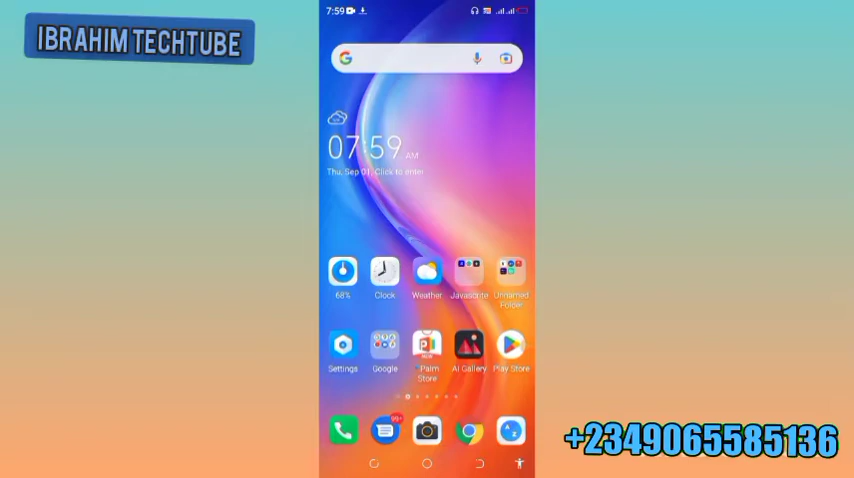 IBRAHIM TECHTUBE
7:59
07:59 AM
Thu, Sep 01, Click to enter
68%
Clock
Weather
Javascrite
Unnamed Folder
Settings
Google
Palm Store
AI Gallery
Play Store
99+
+2349065585136